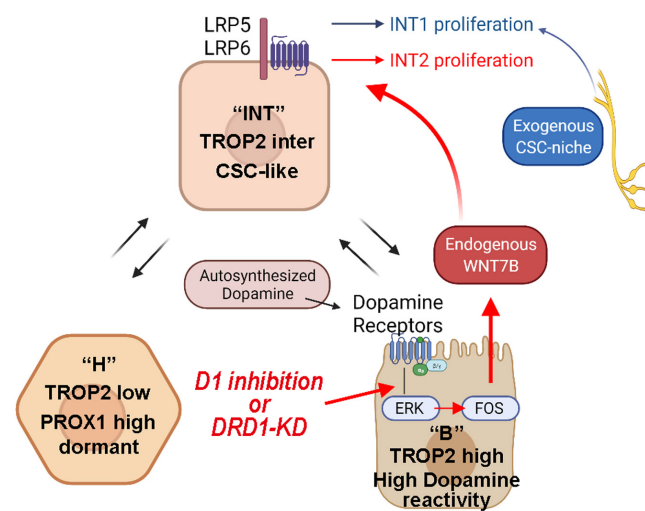 LRP5
LRP6
INT1 proliferation
INT2 proliferation
“INT”
TROP2 inter
CSC-like
Exogenous
CSC-niche
Endogenous
WNT7B
Autosynthesized
Dopamine
Dopamine
Receptors
“H”
TROP2 low
PROX1 high
dormant
D1 inhibition
or
DRD1-KD
ERK
FOS
“B”
TROP2 high
High Dopamine
reactivity